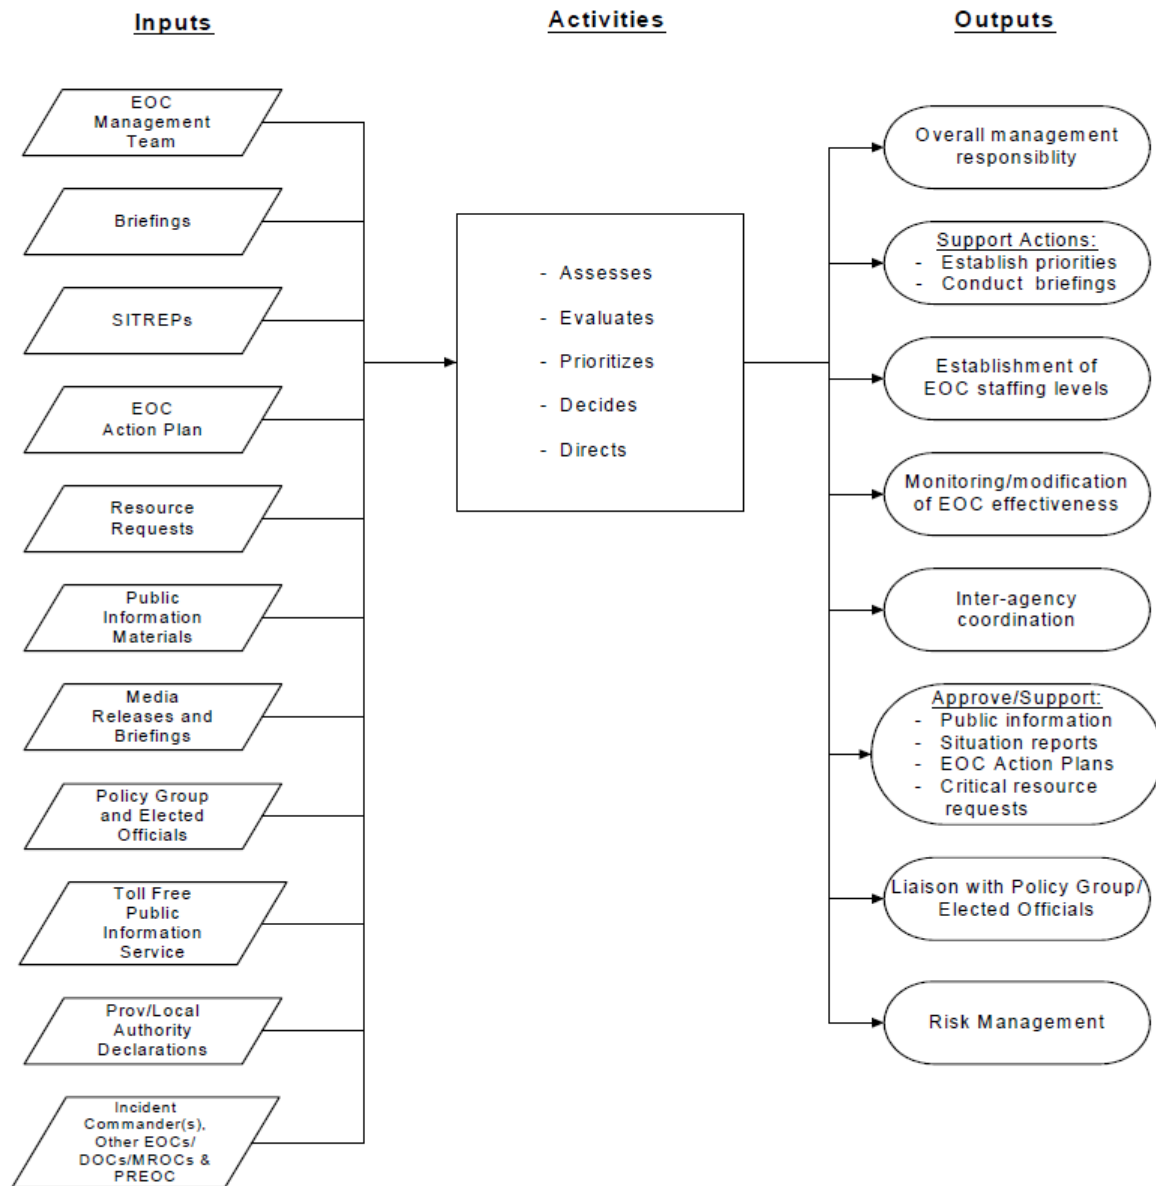 Inputs
Activities
Outputs
EOC
Management
Team
Briefings
SITREPs
EOC
Action Plan
Resource
Requests
Public
Information
Materials
Media
Releases and
Briefings
Policy Group
and Elected
Officials
Toll Free
Public
Information
Service
Prov/Local
Authority
Declarations
Incident
Commander(s),
Other EOCs/
DOCs/MROCs &
PREOC
- Assesses
- Evaluates
- Prioritizes
- Decides
- Directs
Overall management
responsiblity
Support Actions:
- Establish priorities
- Conduct briefings
Establishment of
EOC staffing levels
Monitoring/modification
of EOC effectiveness
Inter-agency
coordination
Approve/Support:
- Public information
- Situation reports
- EOC Action Plans
- Critical resource
requests
Liaison with Policy Group/
Elected Officials
Risk Management